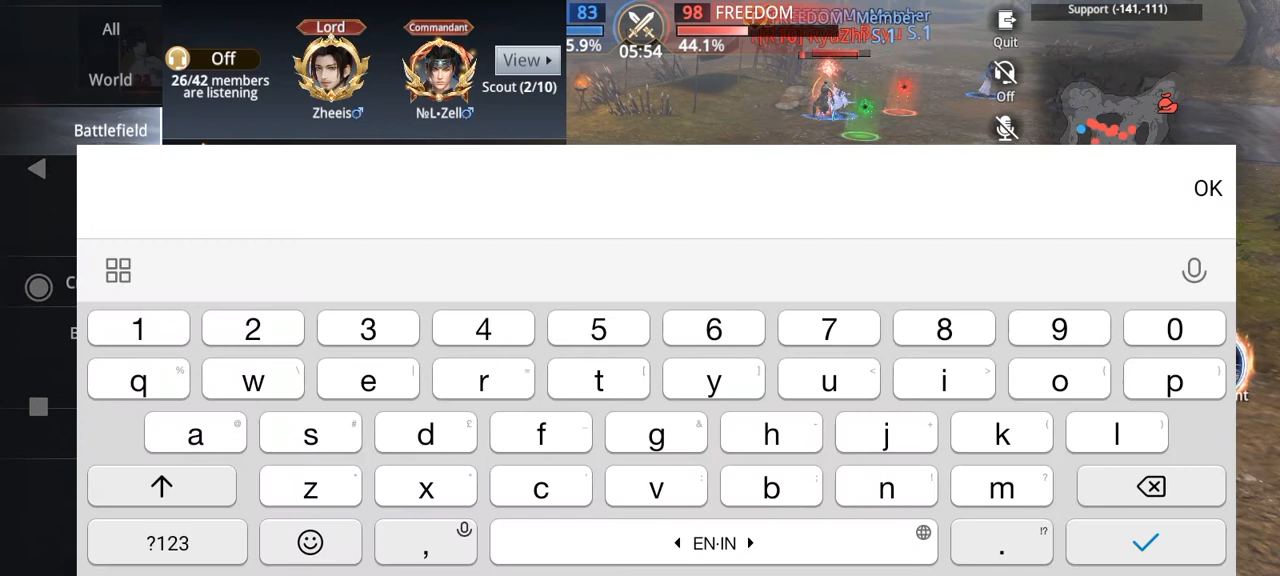 All
World
Battlefield
Off
26/42 members
are listening
Lord
Zheeis♂
Commandant
№L•Zell♂
View
Scout (2/10)
83
5.9%
05:54
98 FREEDOM
44.1%
Member
S.1
Quit
Off
Support (-141,-111)
OK
1 2 3 4 5 6 7 8 9 0
q w e r t y u i o p
a s d f g h j k l
z x c v b n m
?123
,
EN·IN
.
!?